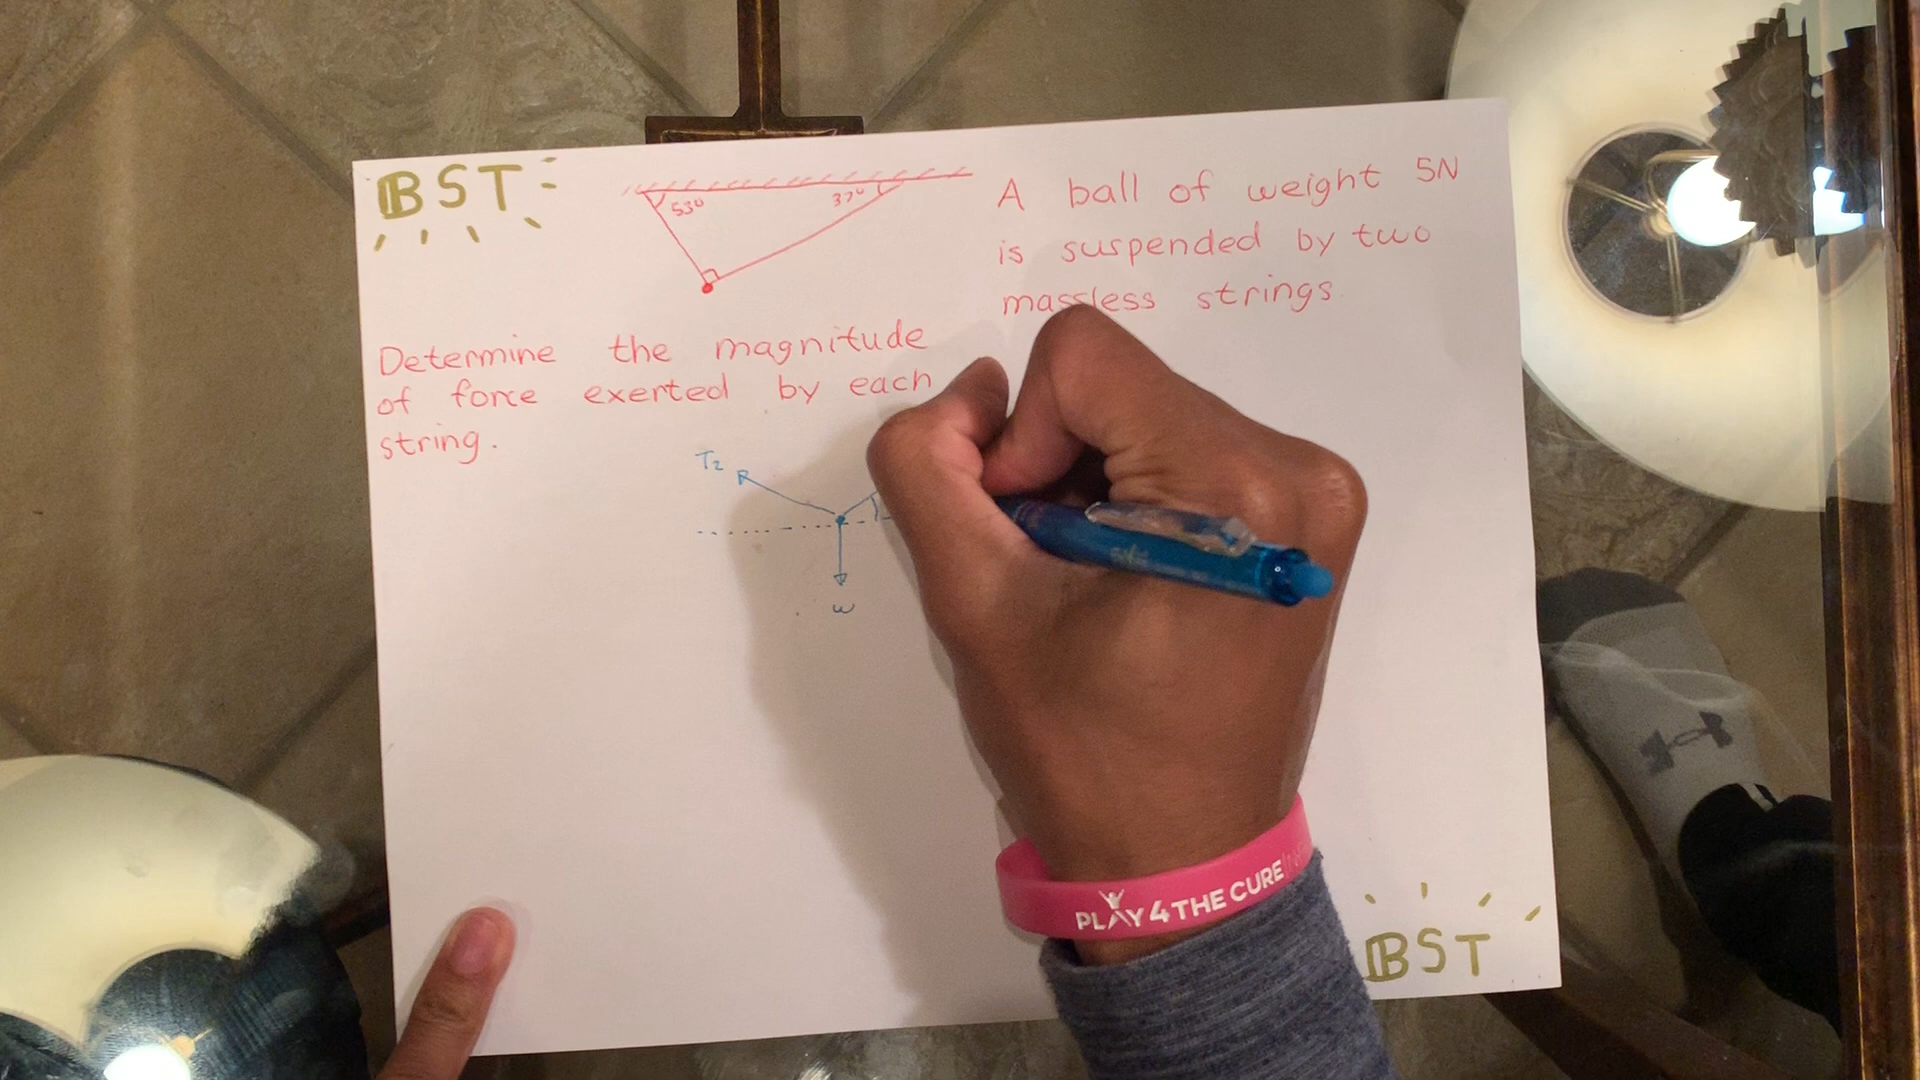 BST
53° 37°
A ball of weight 5N
is suspended by two
massless strings.
Determine the magnitude
of force exerted by each
string.
T2
w
PLAY 4 THE CURE
BST